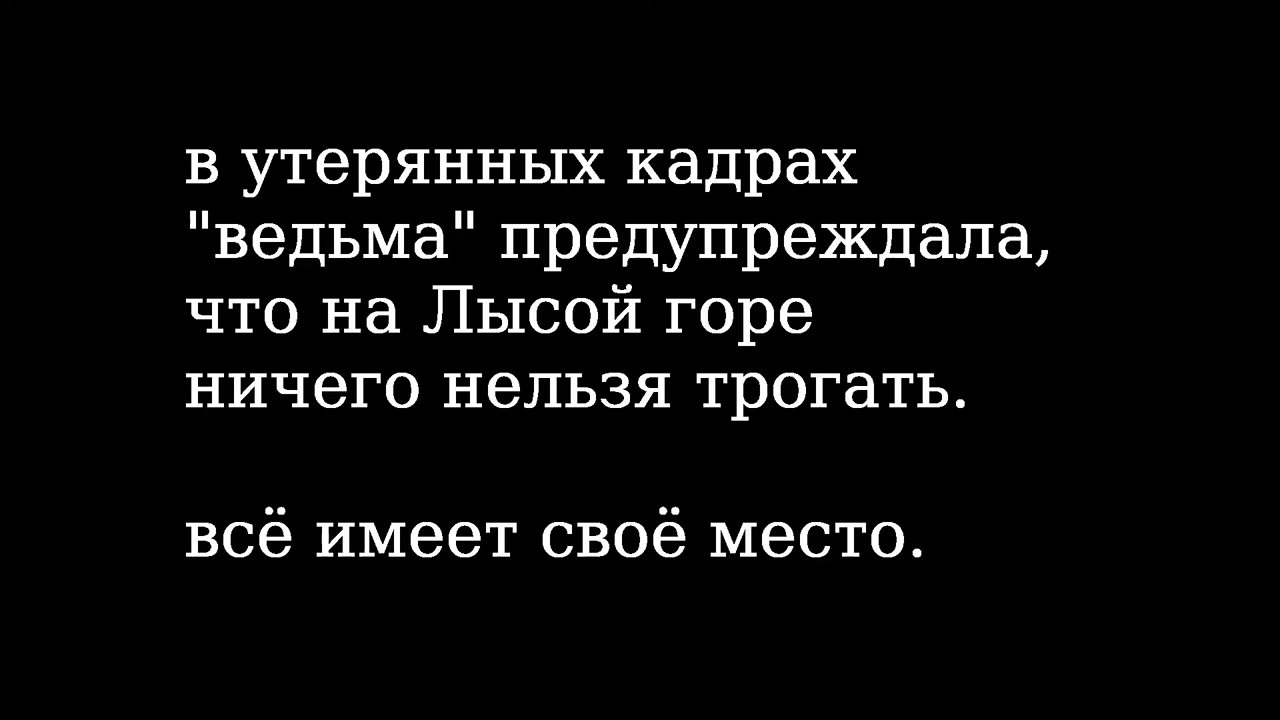 в утерянных кадрах
"ведьма" предупреждала,
что на Лысой горе
ничего нельзя трогать.
всё имеет своё место.